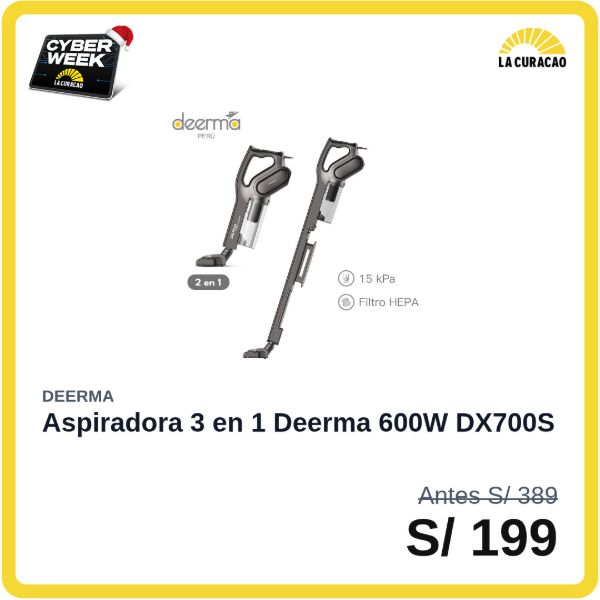 CYBER
WEEK
LA CURACAO
LA CURACAO
deerma
PERÚ
2 en 1
15 kPa
Filtro HEPA
DEERMA
Aspiradora 3 en 1 Deerma 600W DX700S
Antes S/ 389
S/ 199